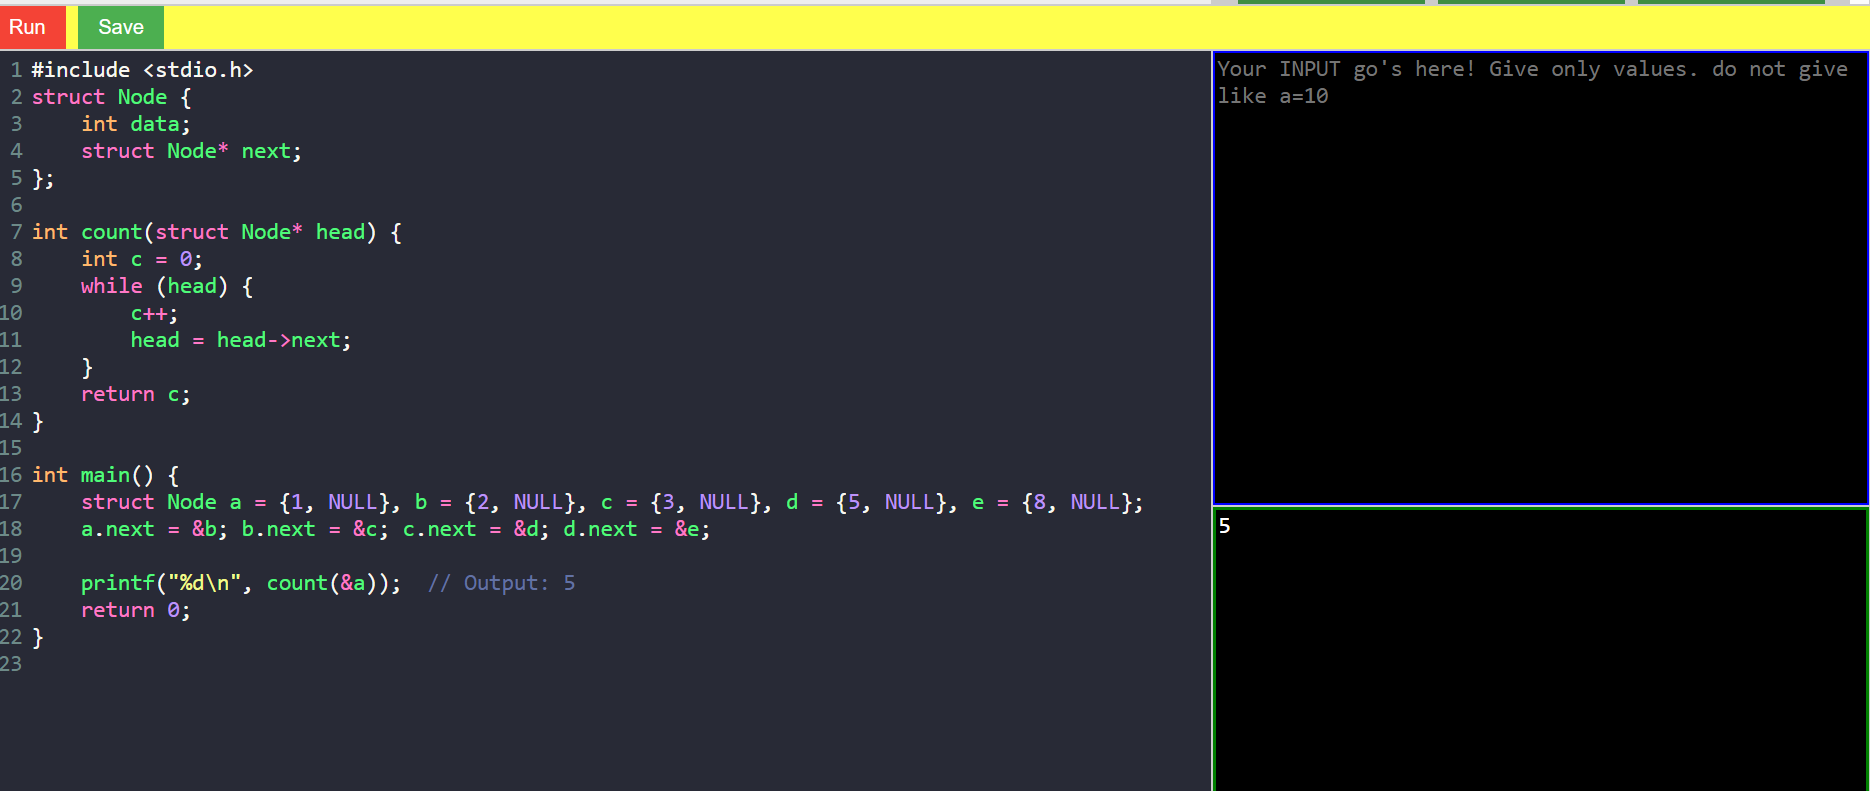 Run Save
1 #include <stdio.h>
2 struct Node {
3     int data;
4     struct Node* next;
5 };
6
7 int count(struct Node* head) {
8     int c = 0;
9     while (head) {
10         c++;
11         head = head->next;
12     }
13     return c;
14 }
15
16 int main() {
17     struct Node a = {1, NULL}, b = {2, NULL}, c = {3, NULL}, d = {5, NULL}, e = {8, NULL};
18     a.next = &b; b.next = &c; c.next = &d; d.next = &e;
19
20     printf("%d\n", count(&a));  // Output: 5
21     return 0;
22 }
23
Your INPUT go's here! Give only values. do not give
like a=10
5